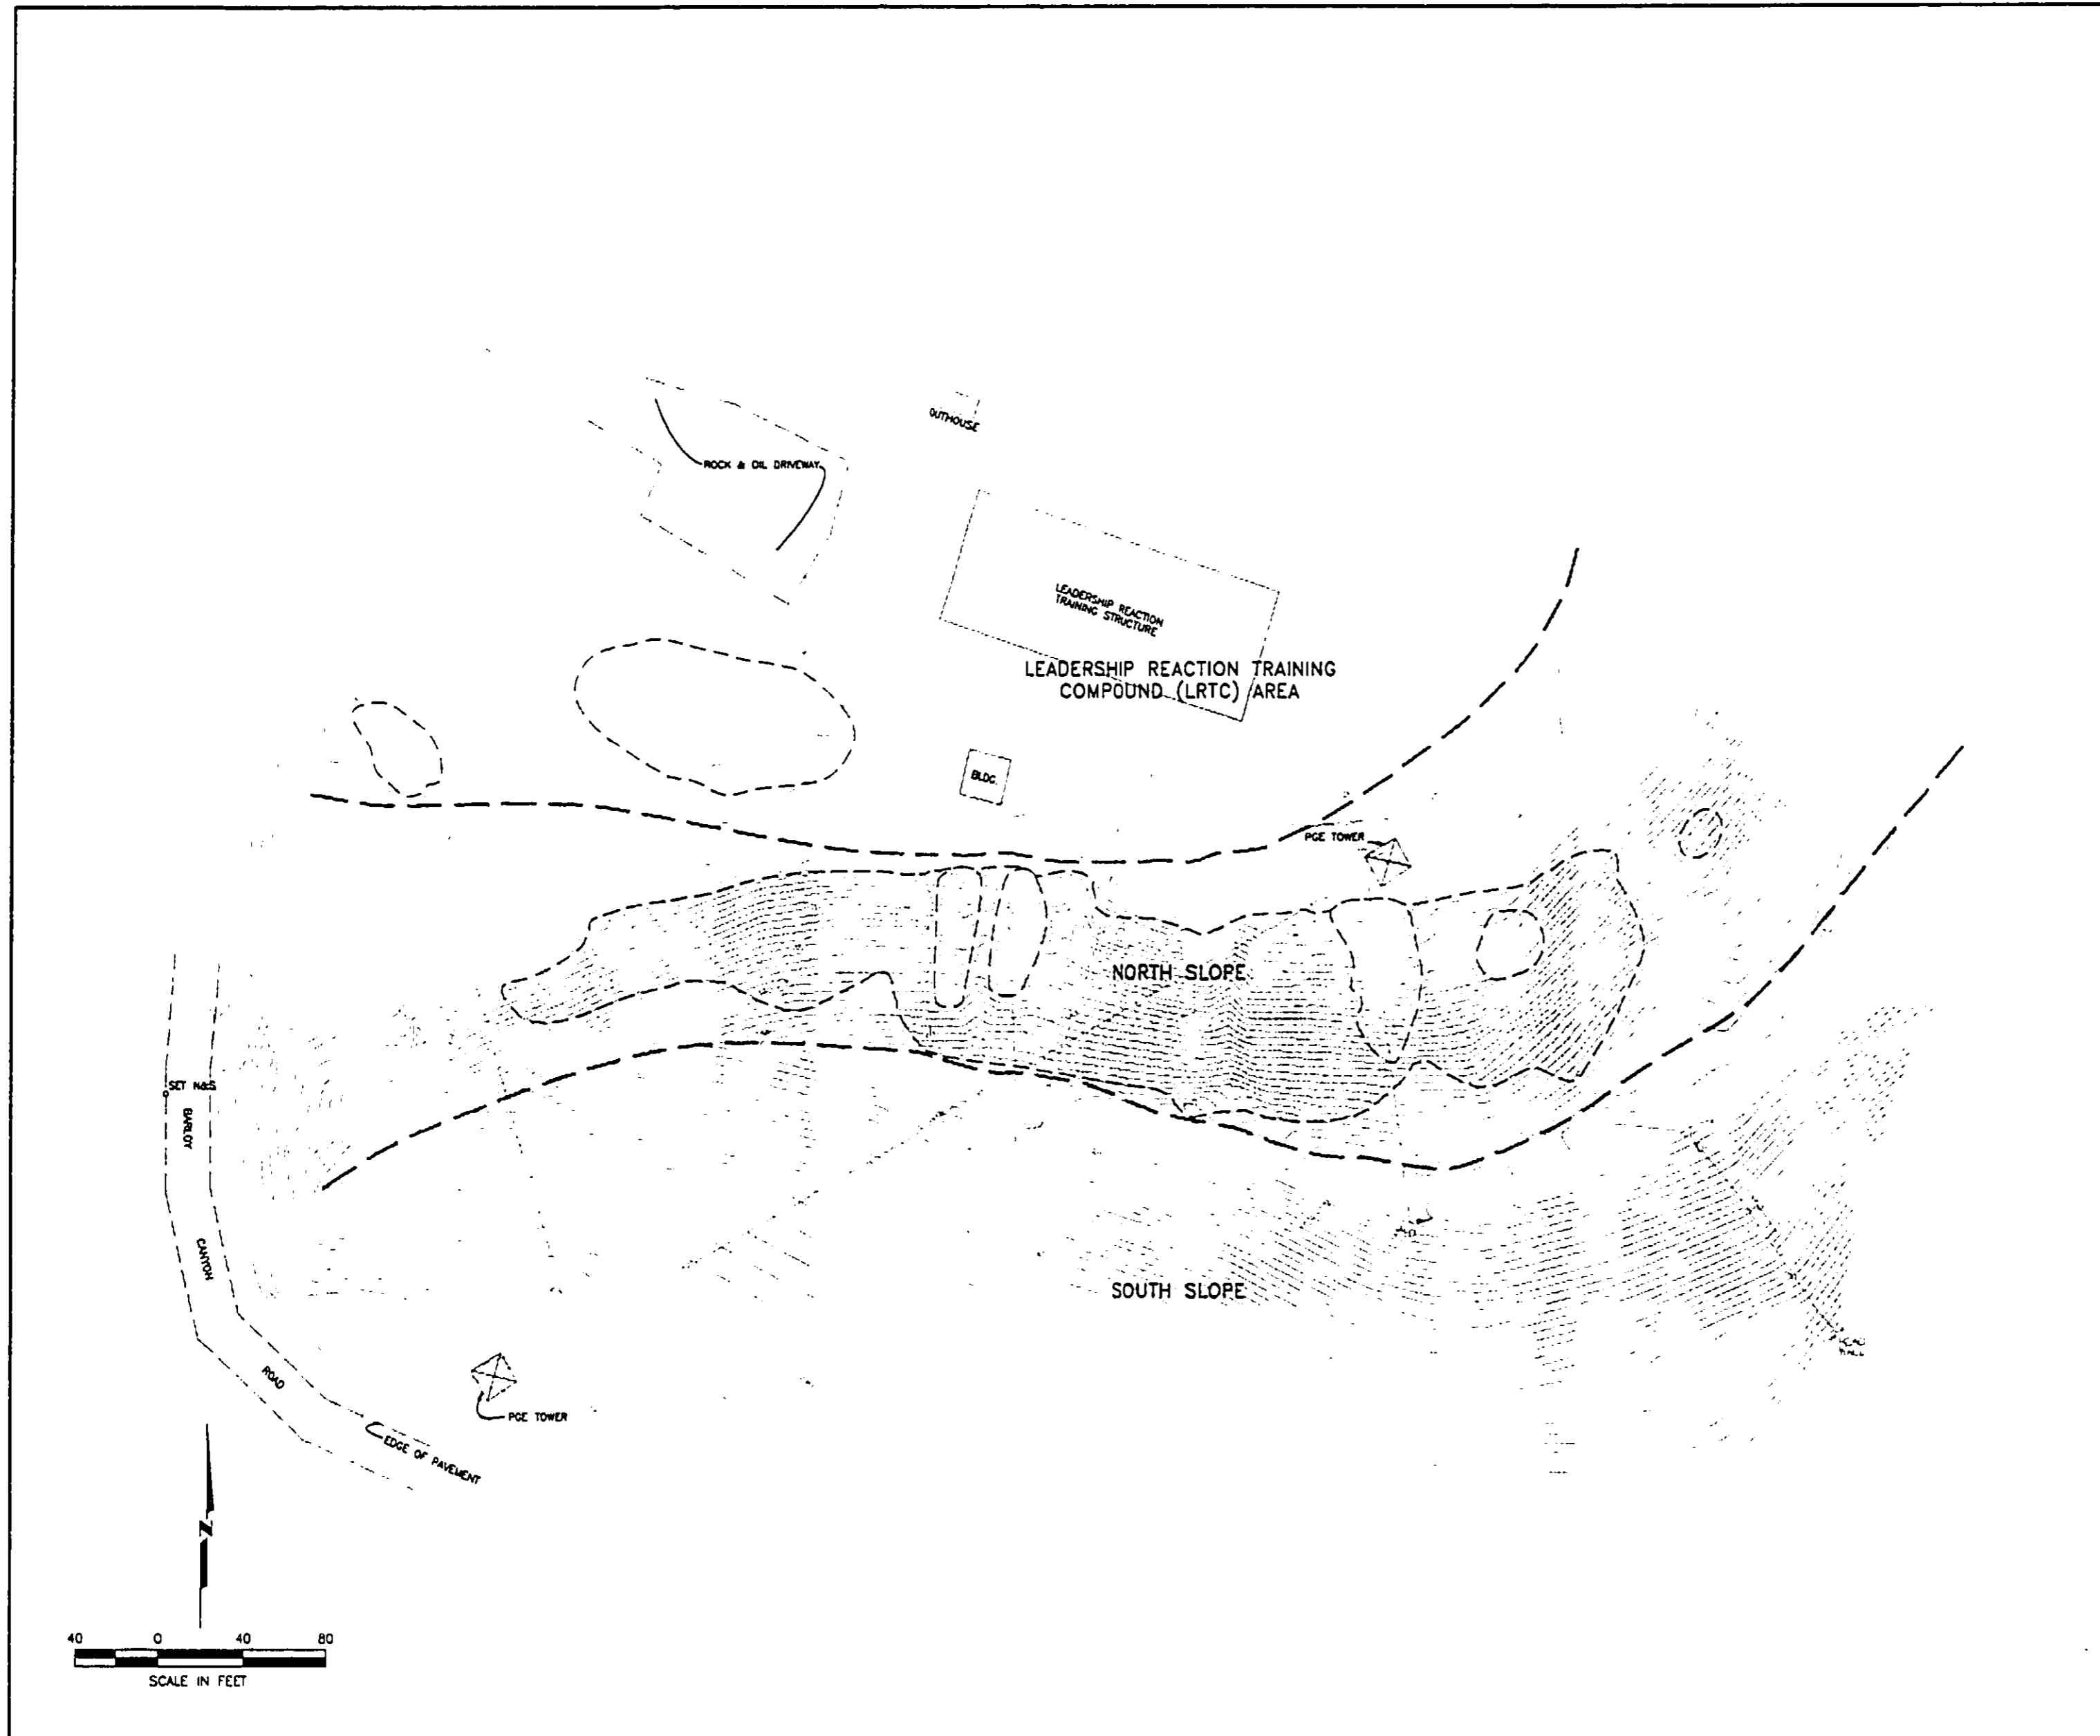 OUTHOUSE
ROCK & OIL DRIVEWAY
LEADERSHIP REACTION
TRAINING STRUCTURE
LEADERSHIP REACTION TRAINING
COMPOUND (LRTC) AREA
BLDG.
PGE TOWER
NORTH SLOPE
SET N&S
BARLOY
CANYON
ROAD
SOUTH SLOPE
PGE TOWER
EDGE OF PAVEMENT
N
40 0 40 80
SCALE IN FEET